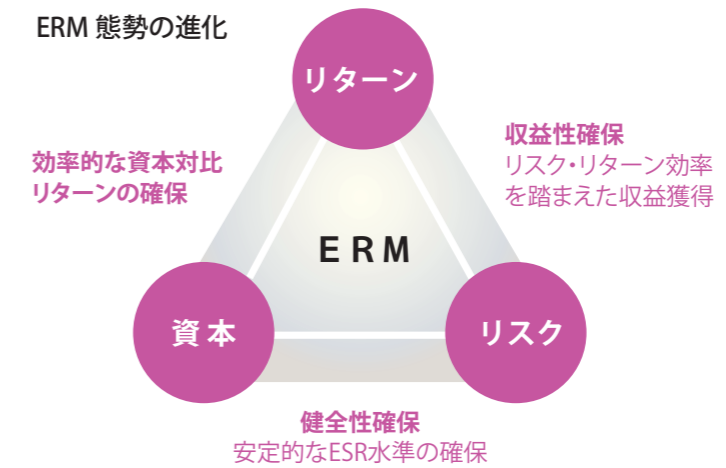 ERM 態勢の進化
リターン
効率的な資本対比
リターンの確保
収益性確保
リスク・リターン効率
を踏まえた収益獲得
ERM
資本
リスク
健全性確保
安定的なESR水準の確保